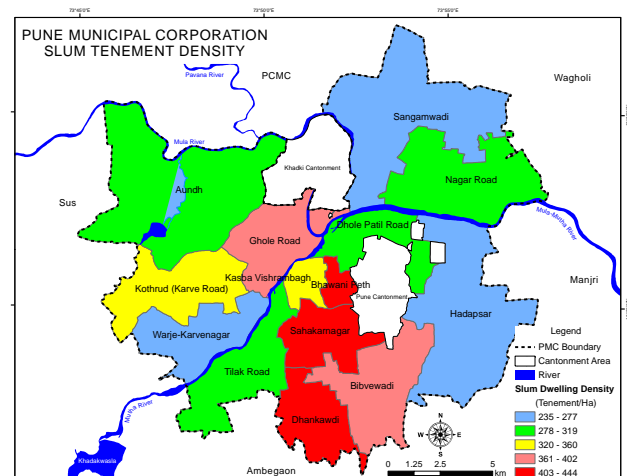 73°45'0"E 73°50'0"E 73°55'0"E
PUNE MUNICIPAL CORPORATION
SLUM TENEMENT DENSITY
Pavana River
PCMC
Wagholi
Sangamwadi
Mula River
Khadki Cantonment
Nagar Road
Aundh
Sus
Dhole Patil Road
Mula-Mutha River
Ghole Road
Kasba Vishrambagh
Manjri
Kothrud (Karve Road)
Bhawani Peth
Pune Cantonment
Hadapsar
Warje-Karvenagar
Sahakarnagar
Tilak Road
Bibvewadi
Mutha River
Dhankawdi
Khadakwasla
Ambegaon
Legend
PMC Boundary
Cantonment Area
River
Slum Dwelling Density
(Tenement/Ha)
235 - 277
278 - 319
320 - 360
361 - 402
403 - 444
N
W E
S
0 1.25 2.5 5
km